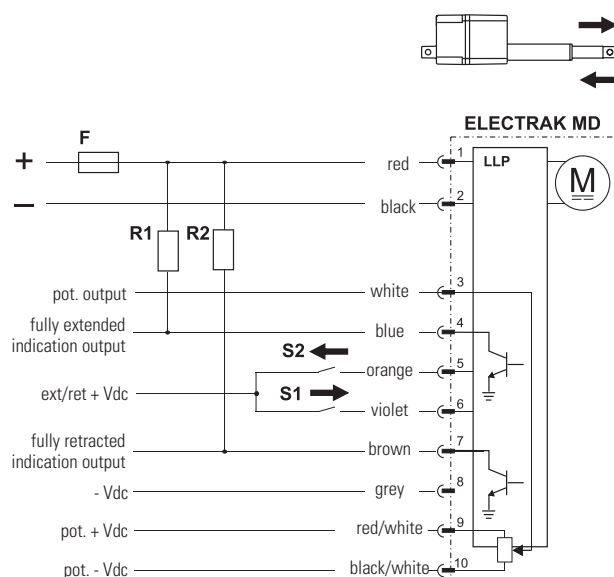 ELECTRAK MD
F
+
red
1
LLP
M
–
black
2
R1
R2
pot. output
white
3
fully extended
indication output
blue
4
S2
orange
5
ext/ret + Vdc
S1
violet
6
fully retracted
indication output
brown
7
- Vdc
grey
8
pot. + Vdc
red/white
9
pot. - Vdc
black/white
10